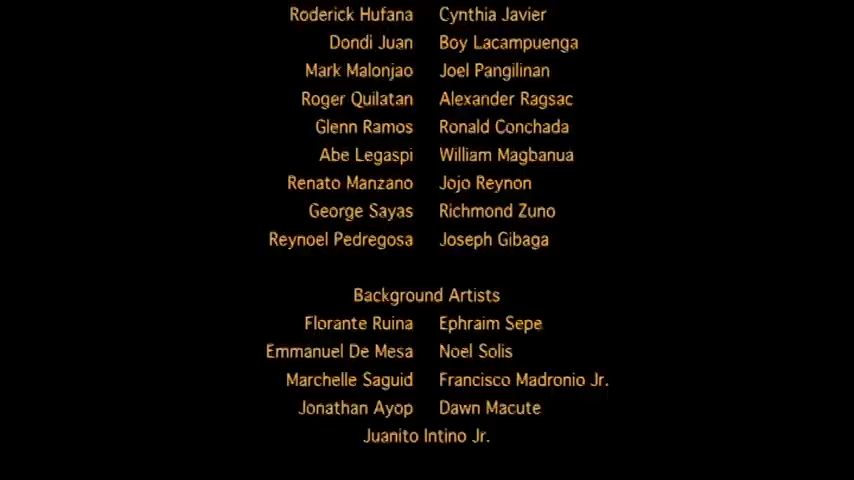 Roderick Hufana Cynthia Javier
Dondi Juan Boy Lacampuenga
Mark Malonjao Joel Pangilinan
Roger Quilatan Alexander Ragsac
Glenn Ramos Ronald Conchada
Abe Legaspi William Magbanua
Renato Manzano Jojo Reynon
George Sayas Richmond Zuno
Reynoel Pedregosa Joseph Gibaga
Background Artists
Florante Ruina Ephraim Sepe
Emmanuel De Mesa Noel Solis
Marchelle Saguid Francisco Madronio Jr.
Jonathan Ayop Dawn Macute
Juanito Intino Jr.